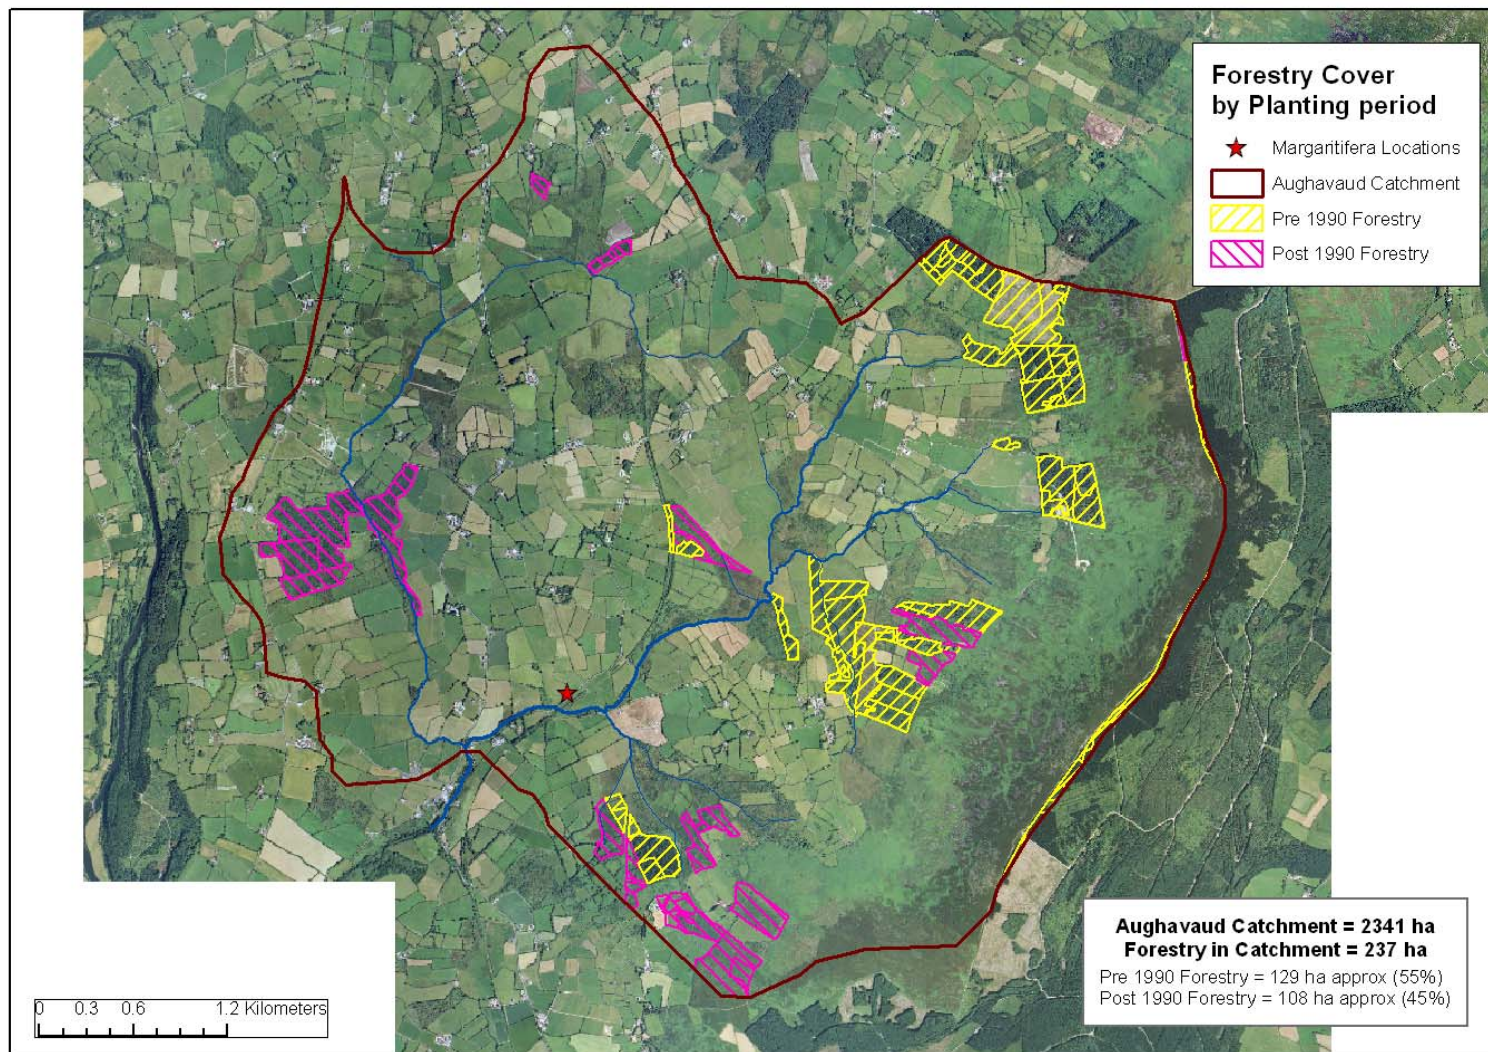 Forestry Cover
by Planting period
Margaritifera Locations
Aughavaud Catchment
Pre 1990 Forestry
Post 1990 Forestry
Aughavaud Catchment = 2341 ha
Forestry in Catchment = 237 ha
Pre 1990 Forestry = 129 ha approx (55%)
Post 1990 Forestry = 108 ha approx (45%)
0 0.3 0.6 1.2 Kilometers